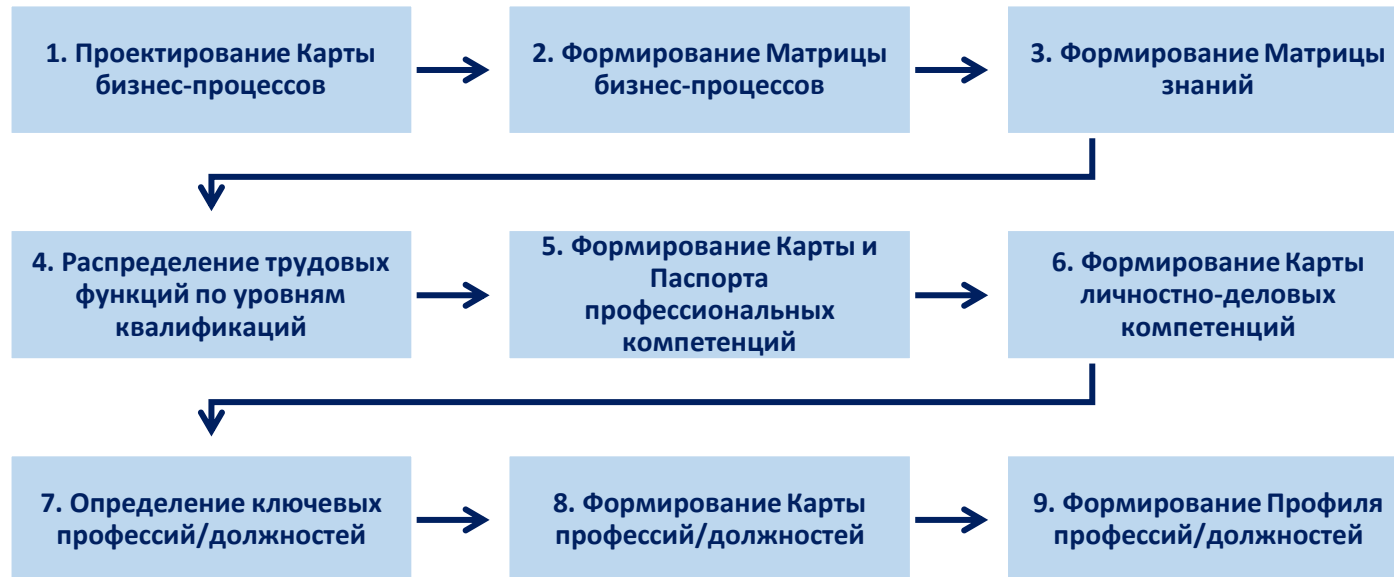 1. Проектирование Карты
бизнес-процессов
2. Формирование Матрицы
бизнес-процессов
3. Формирование Матрицы
знаний
4. Распределение трудовых
функций по уровням
квалификаций
5. Формирование Карты и
Паспорта
профессиональных
компетенций
6. Формирование Карты
личностно-деловых
компетенций
7. Определение ключевых
профессий/должностей
8. Формирование Карты
профессий/должностей
9. Формирование Профиля
профессий/должностей